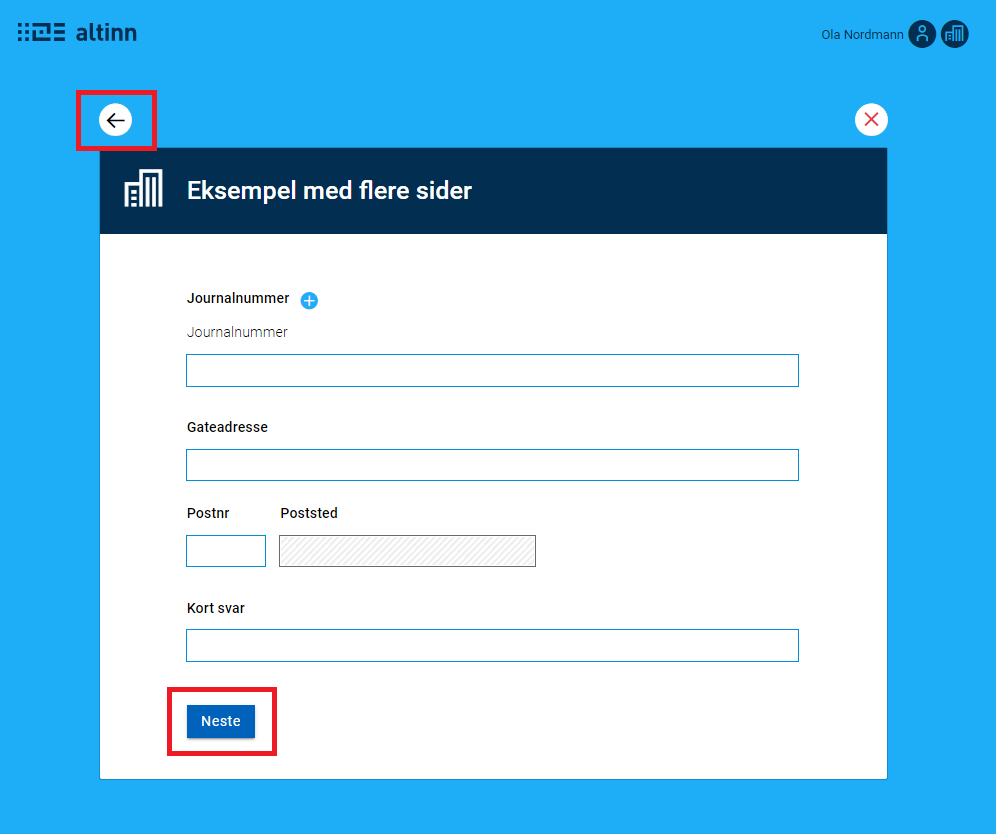 altinn
Ola Nordmann
Eksempel med flere sider
Journalnummer
Journalnummer
Gateadresse
Postnr Poststed
Kort svar
Neste